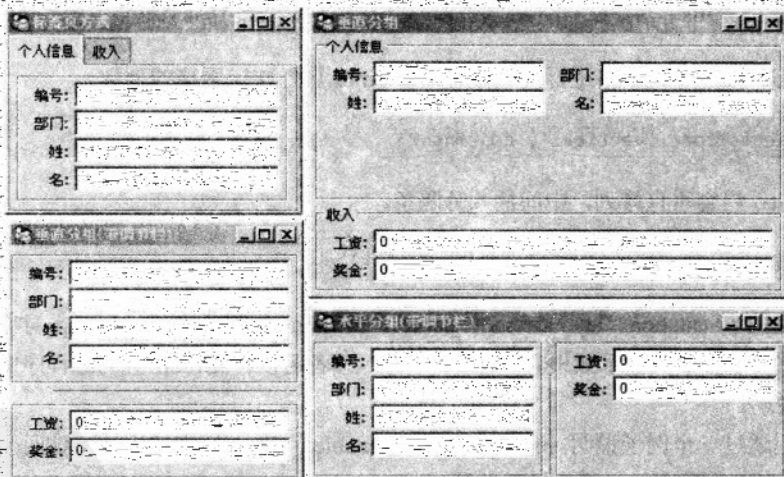 标签页方式
个人信息 收入
编号:
部门:
姓:
名:
垂直分组
个人信息
编号: 部门:
姓: 名:
收入
工资: 0
奖金: 0
垂直分组(带调节栏)
编号:
部门:
姓:
名:
工资: 0
奖金: 0
水平分组(带调节栏)
编号: 工资: 0
部门: 奖金: 0
姓:
名: